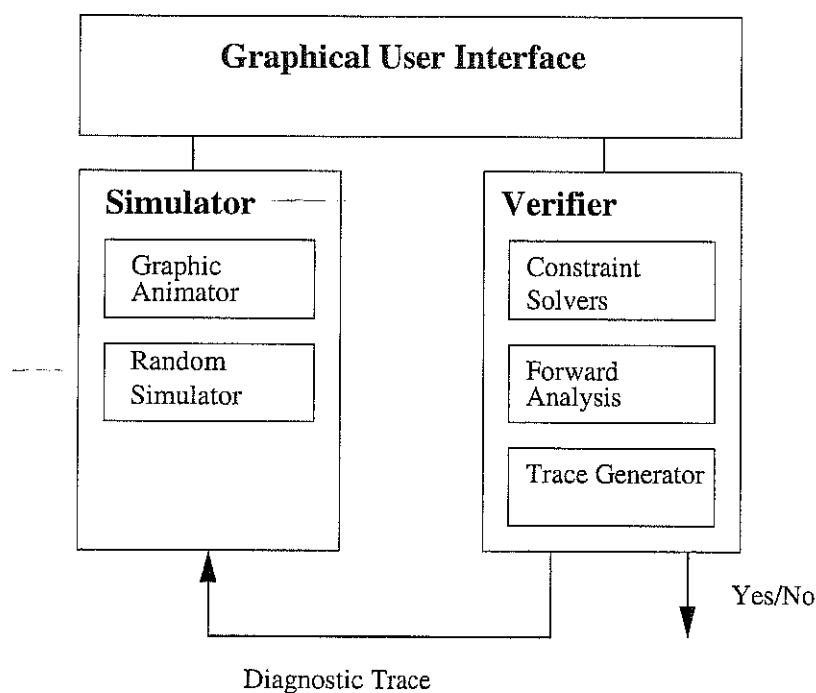 Graphical User Interface
Simulator
Graphic
Animator
Random
Simulator
Verifier
Constraint
Solvers
Forward
Analysis
Trace Generator
Yes/No
Diagnostic Trace